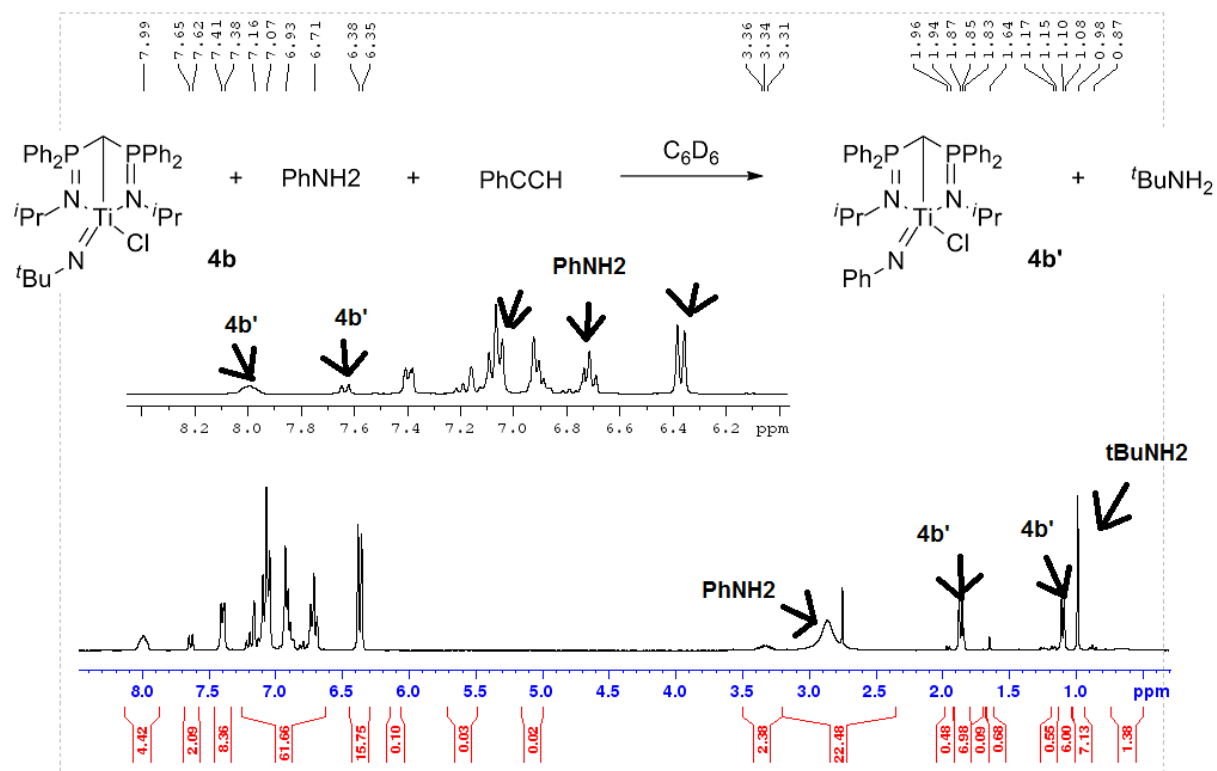 7.99 7.65 7.62 7.41 7.38 7.16 7.07 6.93 6.71 6.38 6.35 3.36 3.34 3.31 1.96 1.94 1.87 1.85 1.83 1.64 1.17 1.15 1.10 1.08 0.98 0.87
Ph2P PPh2 + PhNH2 + PhCCH C6D6 Ph2P PPh2 + tBuNH2
iPr N Ti N iPr iPr N Ti N iPr
N Cl N Cl
tBu 4b Ph 4b'
PhNH2
4b' 4b'
8.2 8.0 7.8 7.6 7.4 7.2 7.0 6.8 6.6 6.4 6.2 ppm
tBuNH2
4b' 4b'
PhNH2
8.0 7.5 7.0 6.5 6.0 5.5 5.0 4.5 4.0 3.5 3.0 2.5 2.0 1.5 1.0 ppm
4.42 2.09 8.36 61.66 15.75 0.10 0.03 0.02 2.38 22.48 0.48 6.98 0.09 0.68 0.55 6.00 7.13 1.38